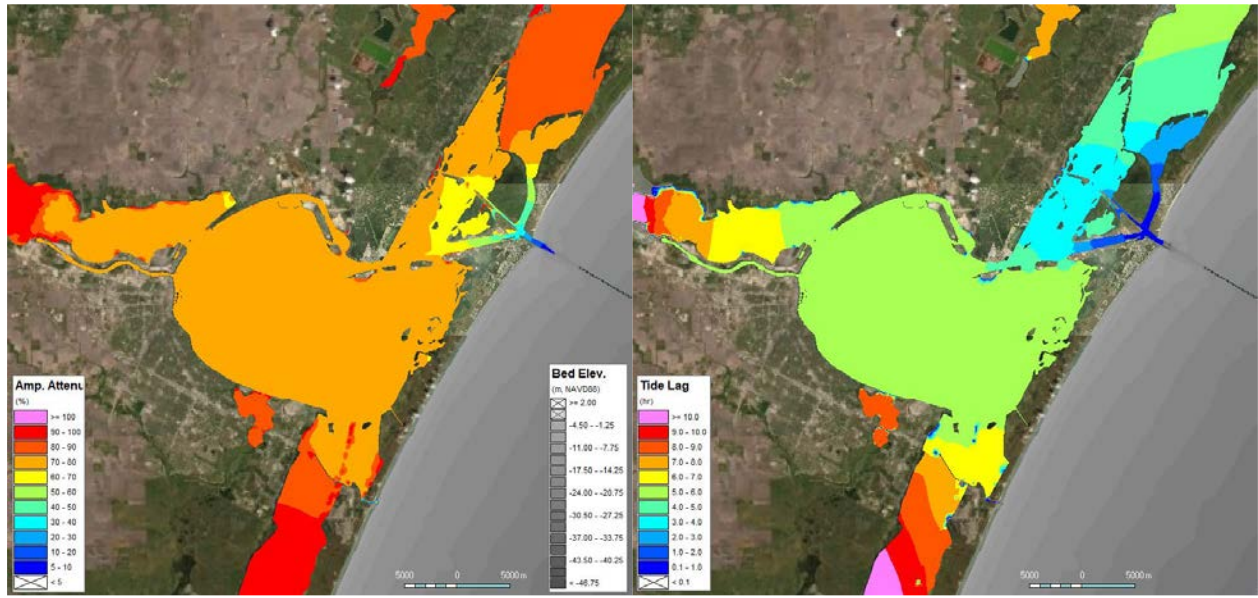 Amp. Attenu
(%)
>= 100
90 - 100
80 - 90
70 - 80
60 - 70
50 - 60
40 - 50
30 - 40
20 - 30
10 - 20
5 - 10
< 5
Bed Elev.
(m, NAVD88)
>= 2.00
-4.50 - -1.25
-11.00 - -7.75
-17.50 - -14.25
-24.00 - -20.75
-30.50 - -27.25
-37.00 - -33.75
-43.50 - -40.25
< -46.75
5000 0 5000 m
Tide Lag
(hr)
>= 10.0
9.0 - 10.0
8.0 - 9.0
7.0 - 8.0
6.0 - 7.0
5.0 - 6.0
4.0 - 5.0
3.0 - 4.0
2.0 - 3.0
1.0 - 2.0
0.1 - 1.0
< 0.1
5000 0 5000 m